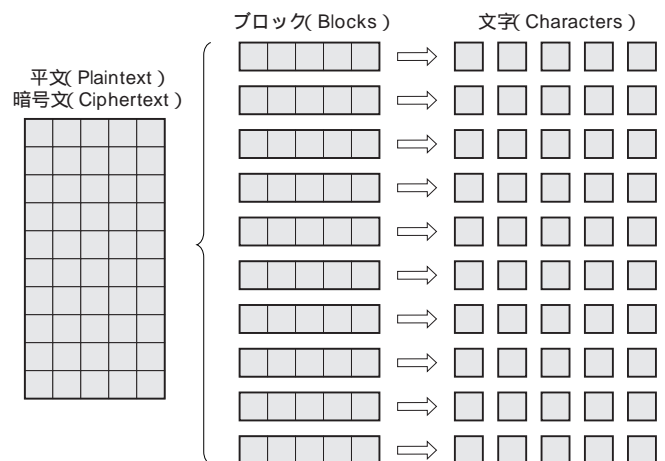 ブロック( Blocks )
文字( Characters )
平文( Plaintext )
暗号文( Ciphertext )